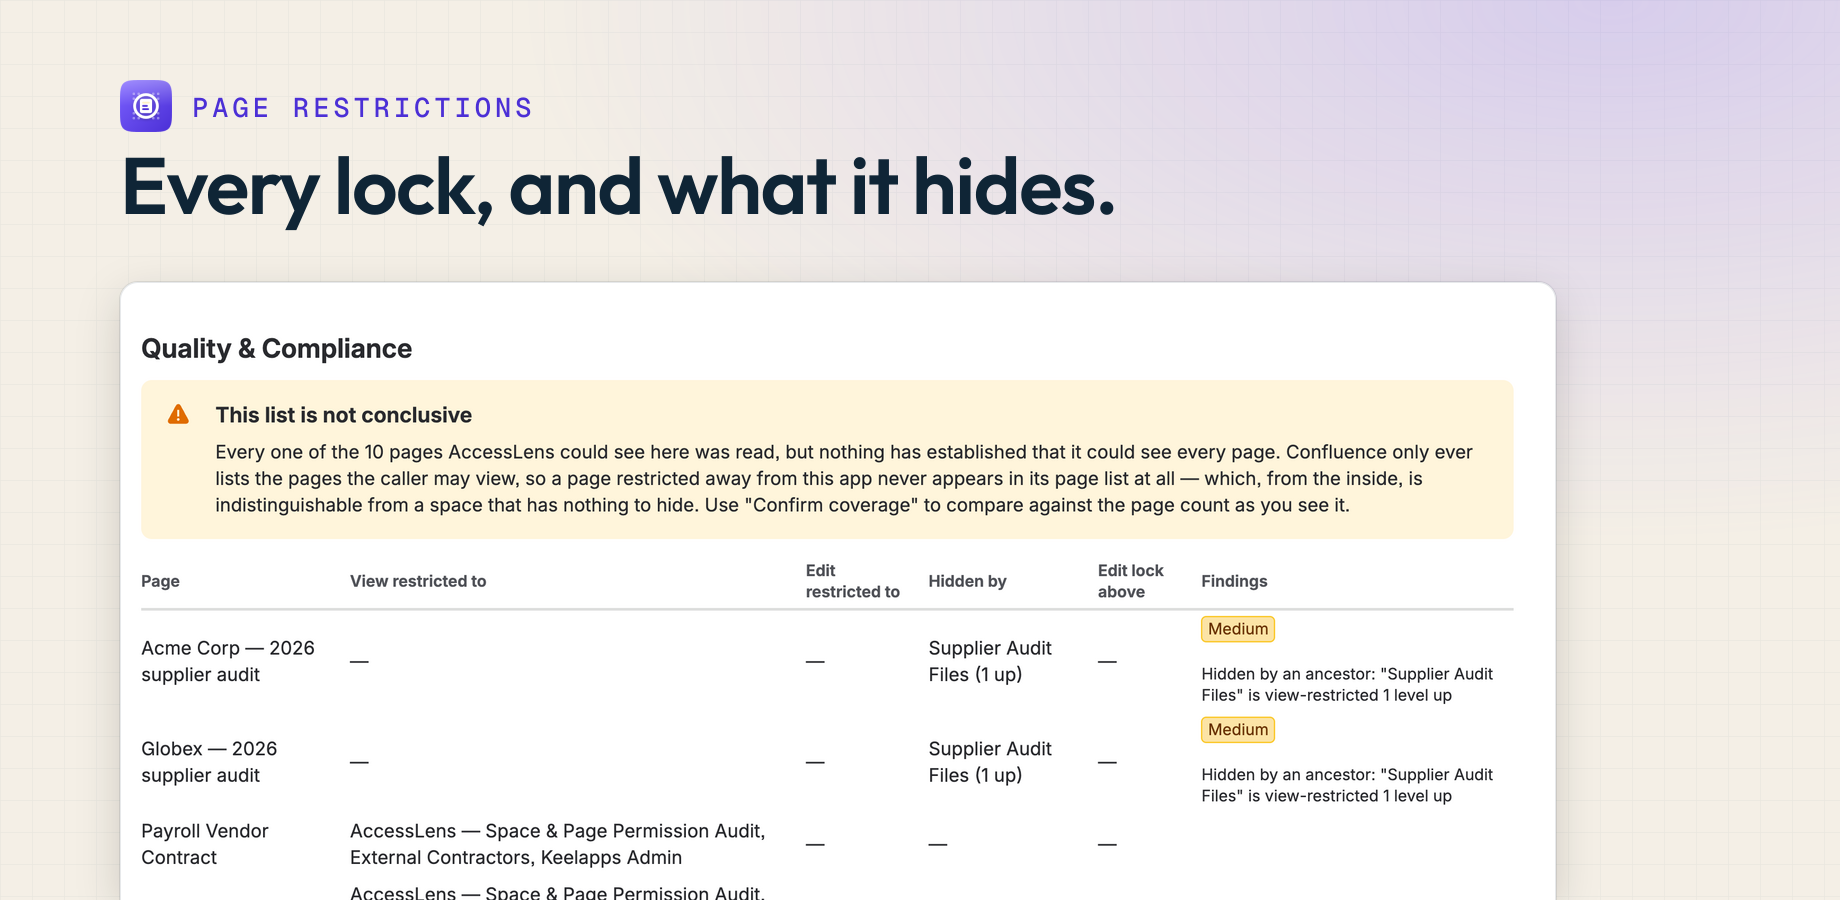 PAGE RESTRICTIONS
Every lock, and what it hides.
Quality & Compliance
This list is not conclusive
Every one of the 10 pages AccessLens could see here was read, but nothing has established that it could see every page. Confluence only ever
lists the pages the caller may view, so a page restricted away from this app never appears in its page list at all — which, from the inside, is
indistinguishable from a space that has nothing to hide. Use "Confirm coverage" to compare against the page count as you see it.
Page
View restricted to
Edit
restricted to
Hidden by
Edit lock
above
Findings
Acme Corp — 2026
supplier audit
—
—
Supplier Audit
Files (1 up)
—
Medium
Hidden by an ancestor: "Supplier Audit
Files" is view-restricted 1 level up
Globex — 2026
supplier audit
—
—
Supplier Audit
Files (1 up)
—
Medium
Hidden by an ancestor: "Supplier Audit
Files" is view-restricted 1 level up
Payroll Vendor
Contract
AccessLens — Space & Page Permission Audit,
External Contractors, Keelapps Admin
—
—
—
AccessLens — Space & Page Permission Audit,